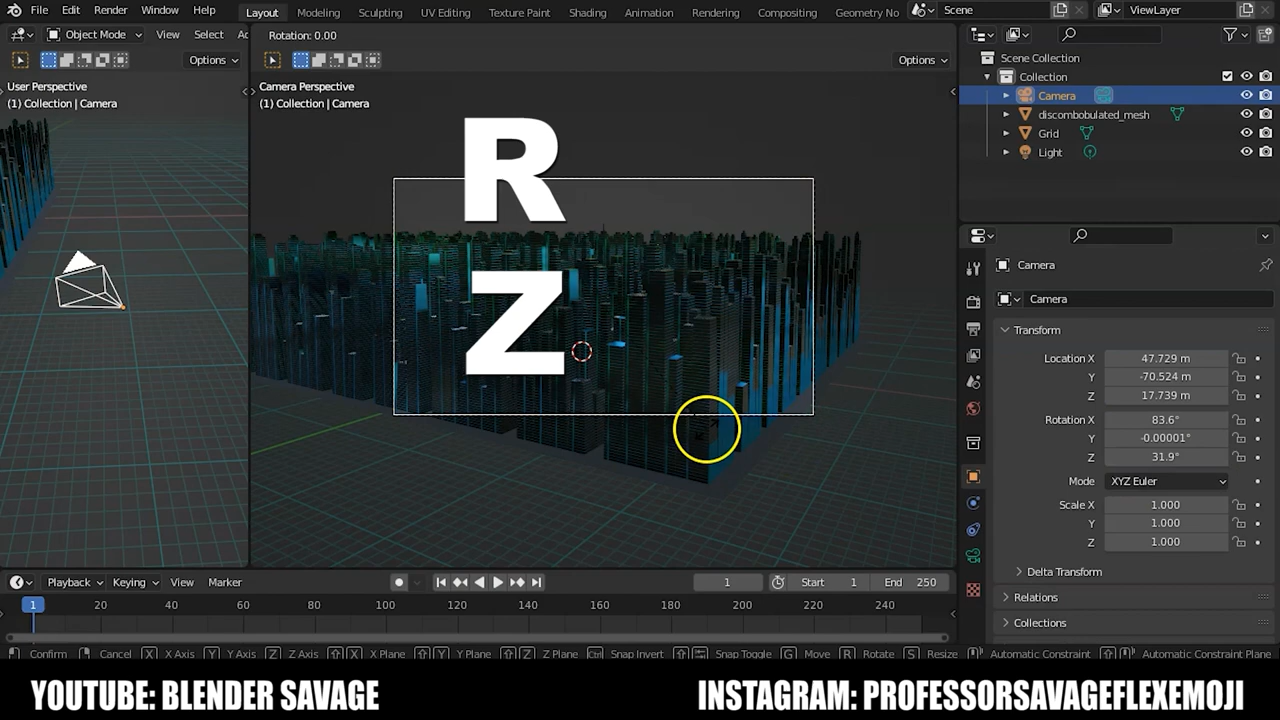 File Edit Render Window Help Layout Modeling Sculpting UV Editing Texture Paint Shading Animation Rendering Compositing Geometry No Scene ViewLayer
Object Mode View Select Ac Rotation: 0.00
Options Options
User Perspective
(1) Collection | Camera
Camera Perspective
(1) Collection | Camera
R
Z
Scene Collection
Collection
Camera
discombobulated_mesh
Grid
Light
Camera
Camera
Transform
Location X 47.729 m
Y -70.524 m
Z 17.739 m
Rotation X 83.6°
Y -0.00001°
Z 31.9°
Mode XYZ Euler
Scale X 1.000
Y 1.000
Z 1.000
Delta Transform
Relations
Collections
Playback Keying View Marker 1 Start 1 End 250
1 20 40 60 80 100 120 140 160 180 200 220 240
Confirm Cancel X X Axis Y Y Axis Z Z Axis X X Plane Y Y Plane Z Z Plane Ctrl Snap Invert Snap Toggle G Move R Rotate S Resize Automatic Constraint Automatic Constraint Plane
YOUTUBE: BLENDER SAVAGE INSTAGRAM: PROFESSORSAVAGEFLEXEMOJI